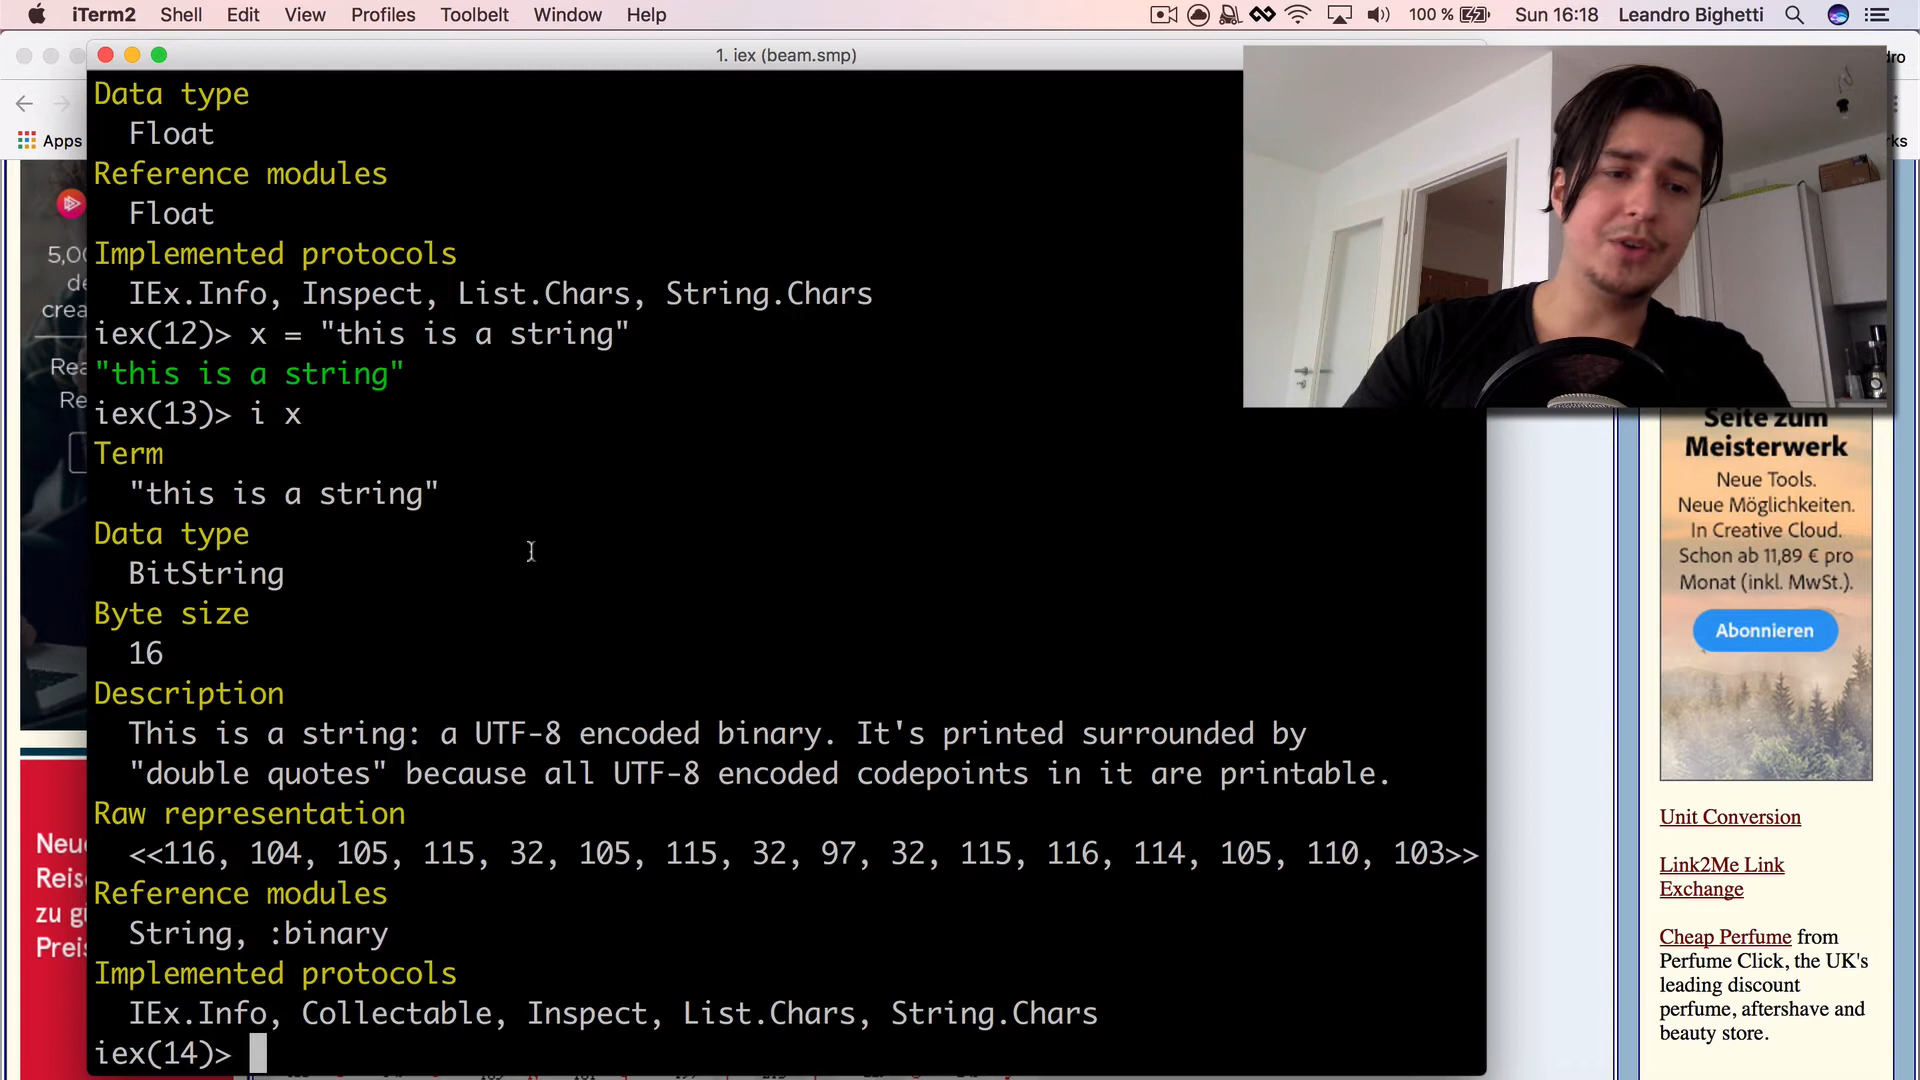 iTerm2 Shell Edit View Profiles Toolbelt Window Help 100 % Sun 16:18 Leandro Bighetti
1. iex (beam.smp)
Apps
Data type
Float
Reference modules
Float
Implemented protocols
IEx.Info, Inspect, List.Chars, String.Chars
iex(12)> x = "this is a string"
"this is a string"
iex(13)> i x
Term
"this is a string"
Data type
BitString
Byte size
16
Description
This is a string: a UTF-8 encoded binary. It's printed surrounded by
"double quotes" because all UTF-8 encoded codepoints in it are printable.
Raw representation
<<116, 104, 105, 115, 32, 105, 115, 32, 97, 32, 115, 116, 114, 105, 110, 103>>
Reference modules
String, :binary
Implemented protocols
IEx.Info, Collectable, Inspect, List.Chars, String.Chars
iex(14)>
Seite zum
Meisterwerk
Neue Tools.
Neue Möglichkeiten.
In Creative Cloud.
Schon ab 11,89 € pro
Monat (inkl. MwSt.).
Abonnieren
Unit Conversion
Link2Me Link
Exchange
Cheap Perfume from
Perfume Click, the UK's
leading discount
perfume, aftershave and
beauty store.
zu